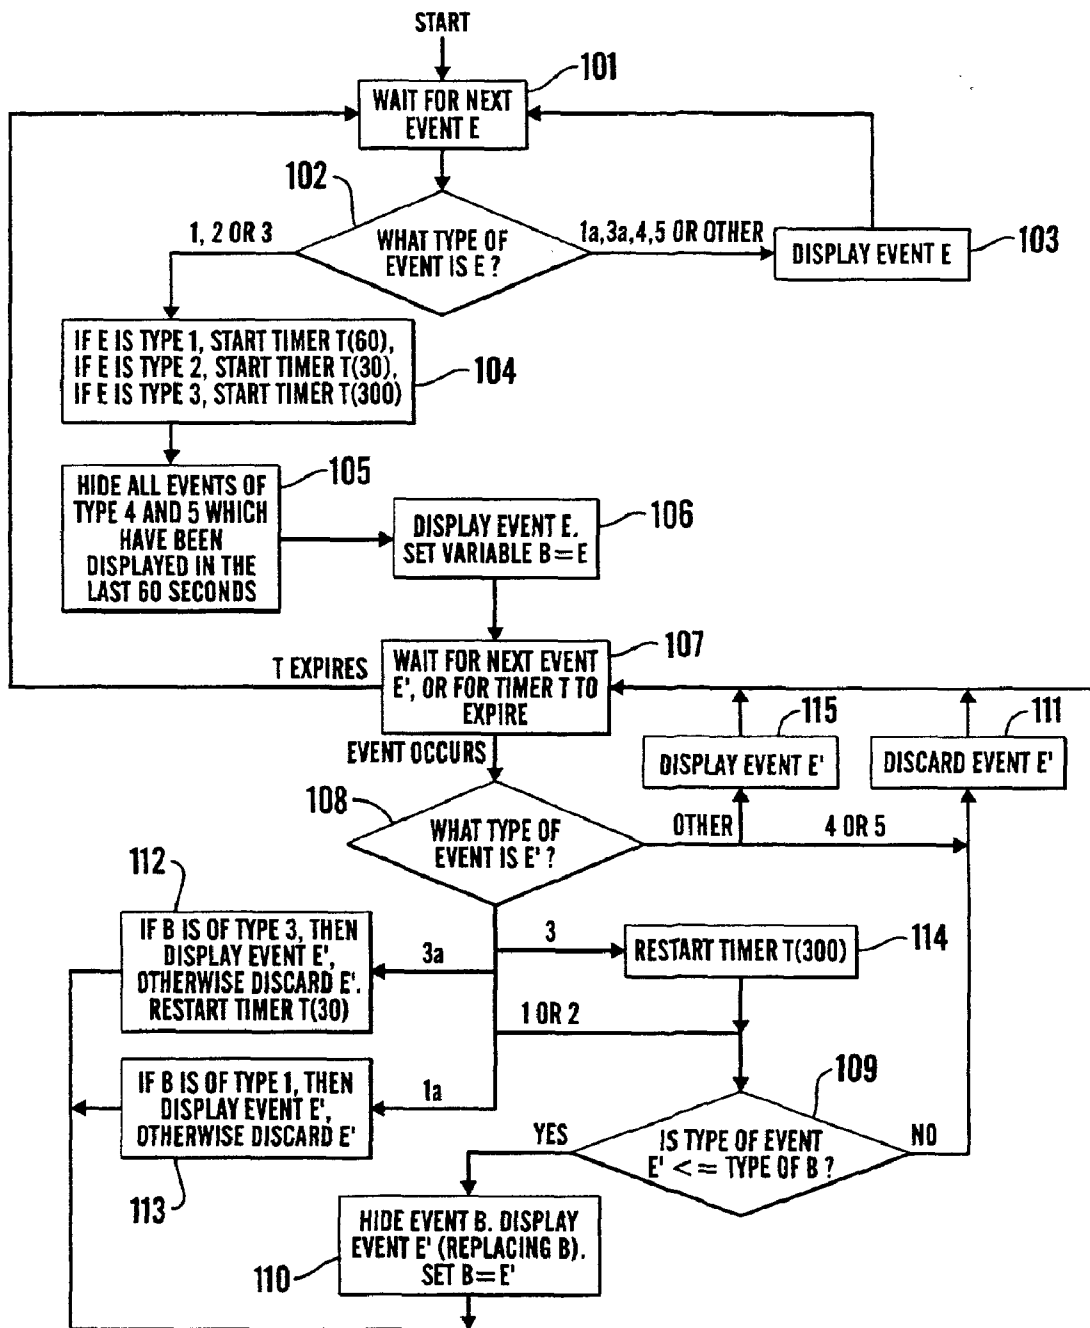 START
101
WAIT FOR NEXT
EVENT E
102
WHAT TYPE OF
EVENT IS E ?
1, 2 OR 3
1a,3a,4,5 OR OTHER
DISPLAY EVENT E
103
IF E IS TYPE 1, START TIMER T(60),
IF E IS TYPE 2, START TIMER T(30),
IF E IS TYPE 3, START TIMER T(300)
104
105
HIDE ALL EVENTS OF
TYPE 4 AND 5 WHICH
HAVE BEEN
DISPLAYED IN THE
LAST 60 SECONDS
106
DISPLAY EVENT E.
SET VARIABLE B=E
107
T EXPIRES
WAIT FOR NEXT EVENT
E', OR FOR TIMER T TO
EXPIRE
EVENT OCCURS
115
DISPLAY EVENT E'
111
DISCARD EVENT E'
108
WHAT TYPE OF
EVENT IS E' ?
OTHER
4 OR 5
112
IF B IS OF TYPE 3, THEN
DISPLAY EVENT E',
OTHERWISE DISCARD E'.
RESTART TIMER T(30)
3a
3
RESTART TIMER T(300)
114
1 OR 2
IF B IS OF TYPE 1, THEN
DISPLAY EVENT E',
OTHERWISE DISCARD E'
113
1a
109
IS TYPE OF EVENT
E' <= TYPE OF B ?
YES
NO
HIDE EVENT B. DISPLAY
EVENT E' (REPLACING B).
SET B=E'
110